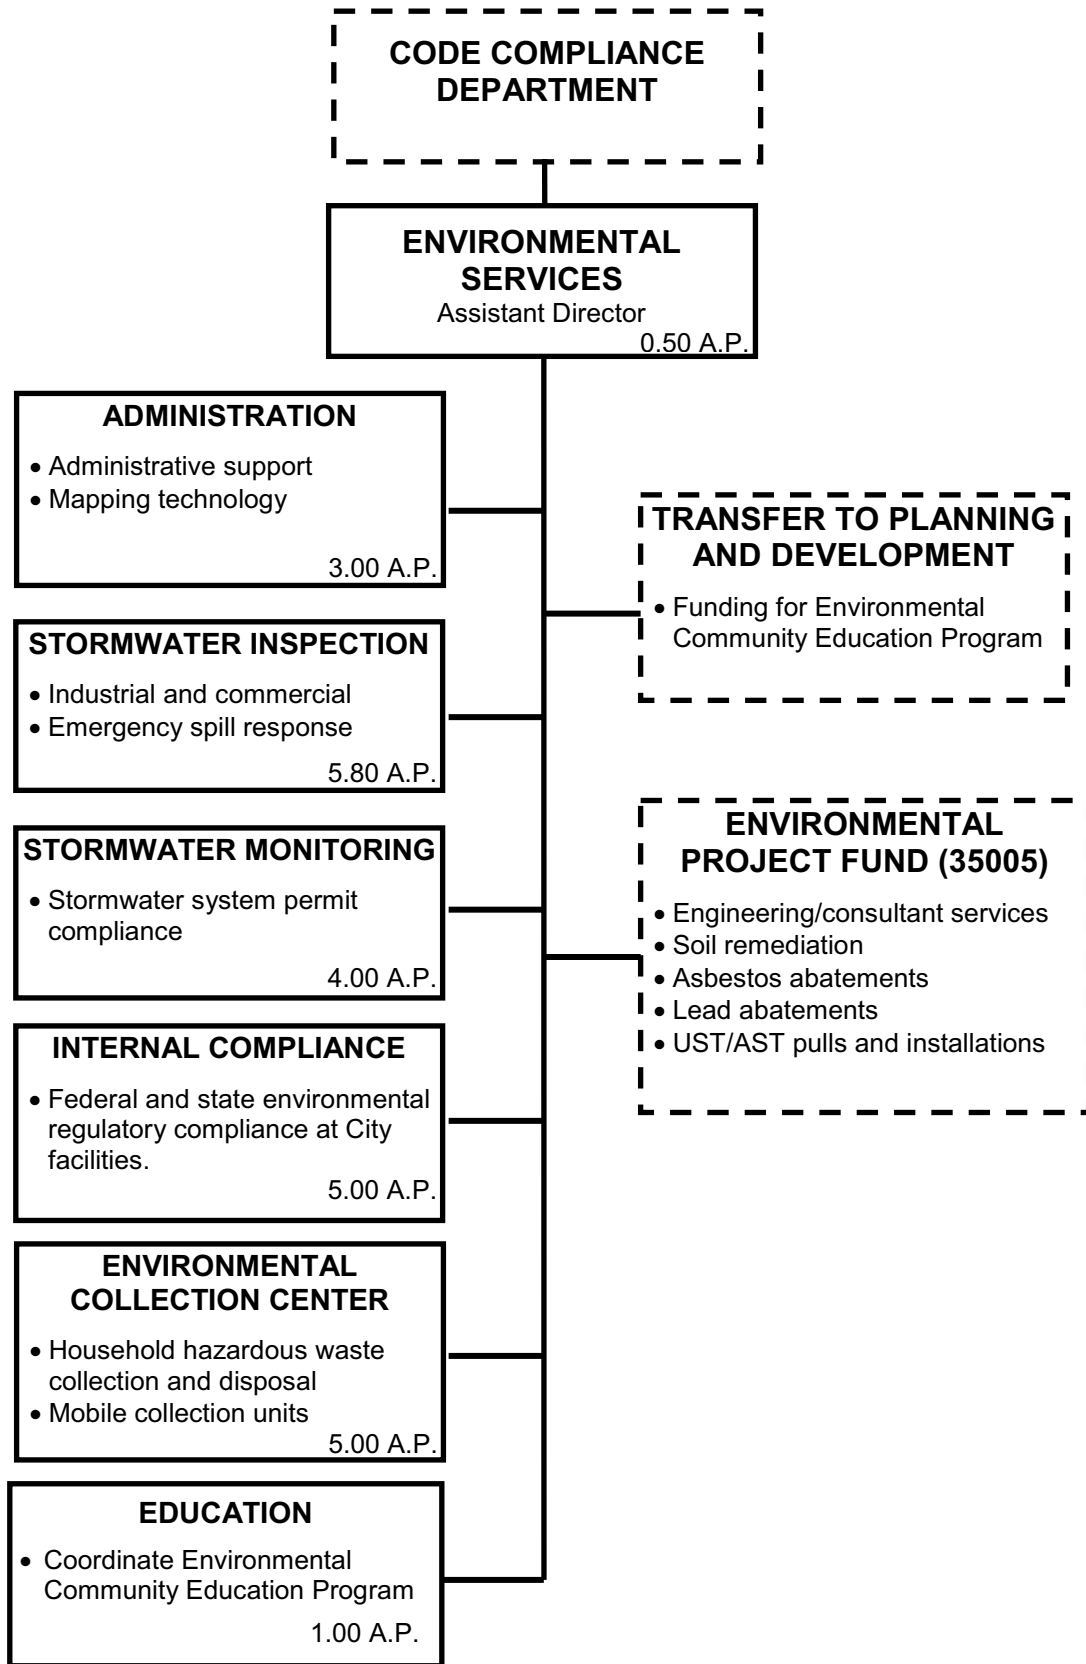 CODE COMPLIANCE
DEPARTMENT
ENVIRONMENTAL
SERVICES
Assistant Director
0.50 A.P.
ADMINISTRATION
• Administrative support
• Mapping technology
3.00 A.P.
STORMWATER INSPECTION
• Industrial and commercial
• Emergency spill response
5.80 A.P.
STORMWATER MONITORING
• Stormwater system permit
compliance
4.00 A.P.
INTERNAL COMPLIANCE
• Federal and state environmental
regulatory compliance at City
facilities.
5.00 A.P.
ENVIRONMENTAL
COLLECTION CENTER
• Household hazardous waste
collection and disposal
• Mobile collection units
5.00 A.P.
EDUCATION
• Coordinate Environmental
Community Education Program
1.00 A.P.
TRANSFER TO PLANNING
AND DEVELOPMENT
• Funding for Environmental
Community Education Program
ENVIRONMENTAL
PROJECT FUND (35005)
• Engineering/consultant services
• Soil remediation
• Asbestos abatements
• Lead abatements
• UST/AST pulls and installations